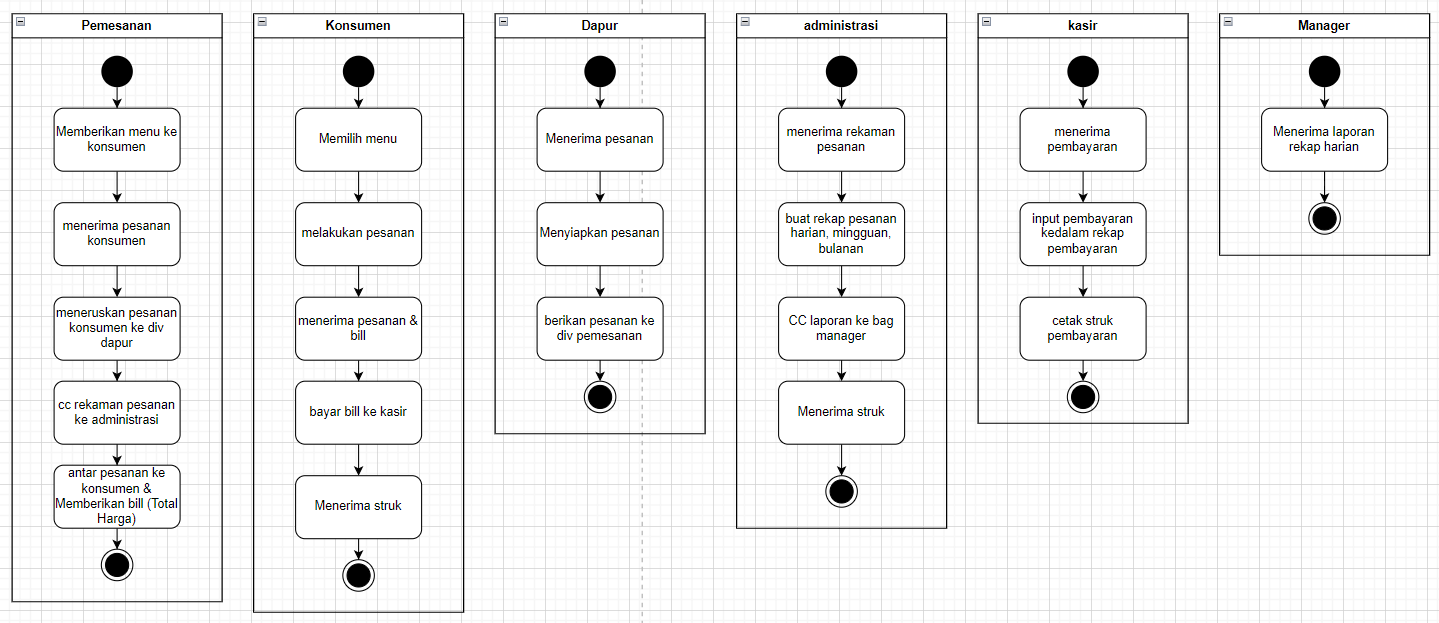 Pemesanan
Memberikan menu ke
konsumen
menerima pesanan
konsumen
meneruskan pesanan
konsumen ke div
dapur
cc rekaman pesanan
ke administrasi
antar pesanan ke
konsumen &
Memberikan bill (Total
Harga)
Konsumen
Memilih menu
melakukan pesanan
menerima pesanan &
bill
bayar bill ke kasir
Menerima struk
Dapur
Menerima pesanan
Menyiapkan pesanan
berikan pesanan ke
div pemesanan
administrasi
menerima rekaman
pesanan
buat rekap pesanan
harian, mingguan,
bulanan
CC laporan ke bag
manager
Menerima struk
kasir
menerima
pembayaran
input pembayaran
kedalam rekap
pembayaran
cetak struk
pembayaran
Manager
Menerima laporan
rekap harian